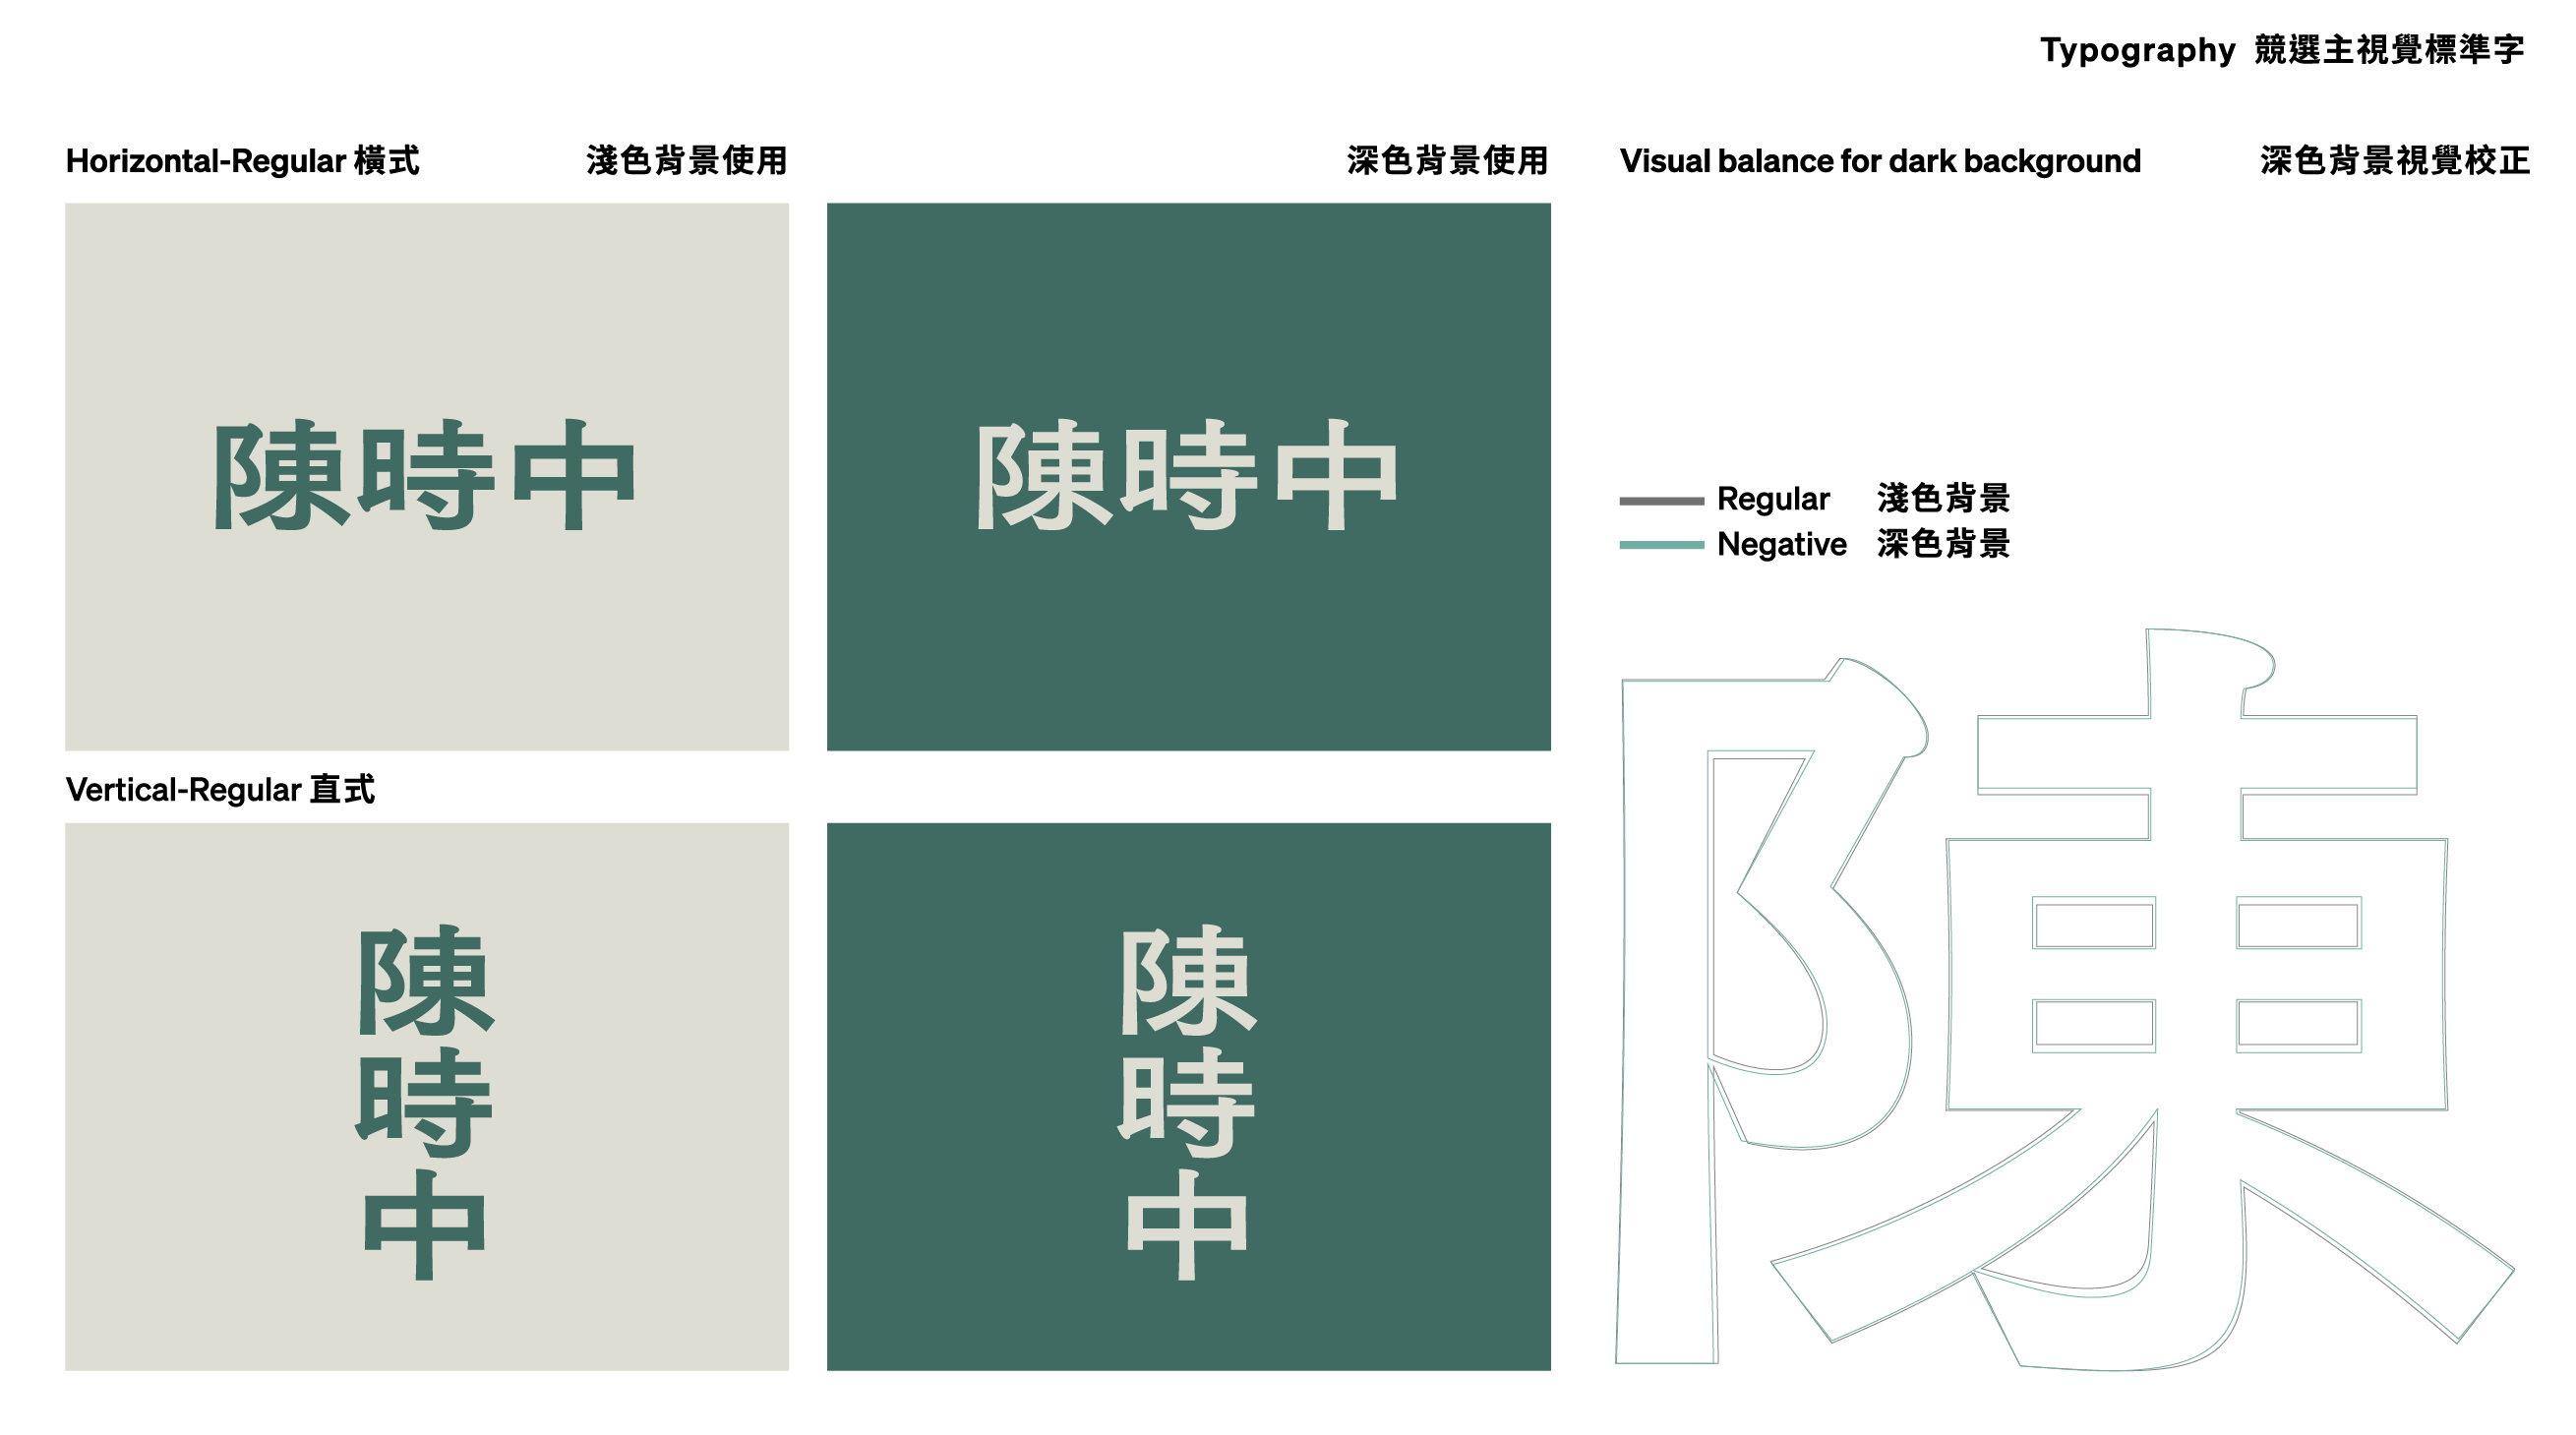 Typography 競選主視覺標準字
Horizontal-Regular 橫式
淺色背景使用
深色背景使用
Visual balance for dark background
深色背景視覺校正
陳時中
陳時中
Regular 淺色背景
Negative 深色背景
陳
Vertical-Regular 直式
陳
時
中
陳
時
中